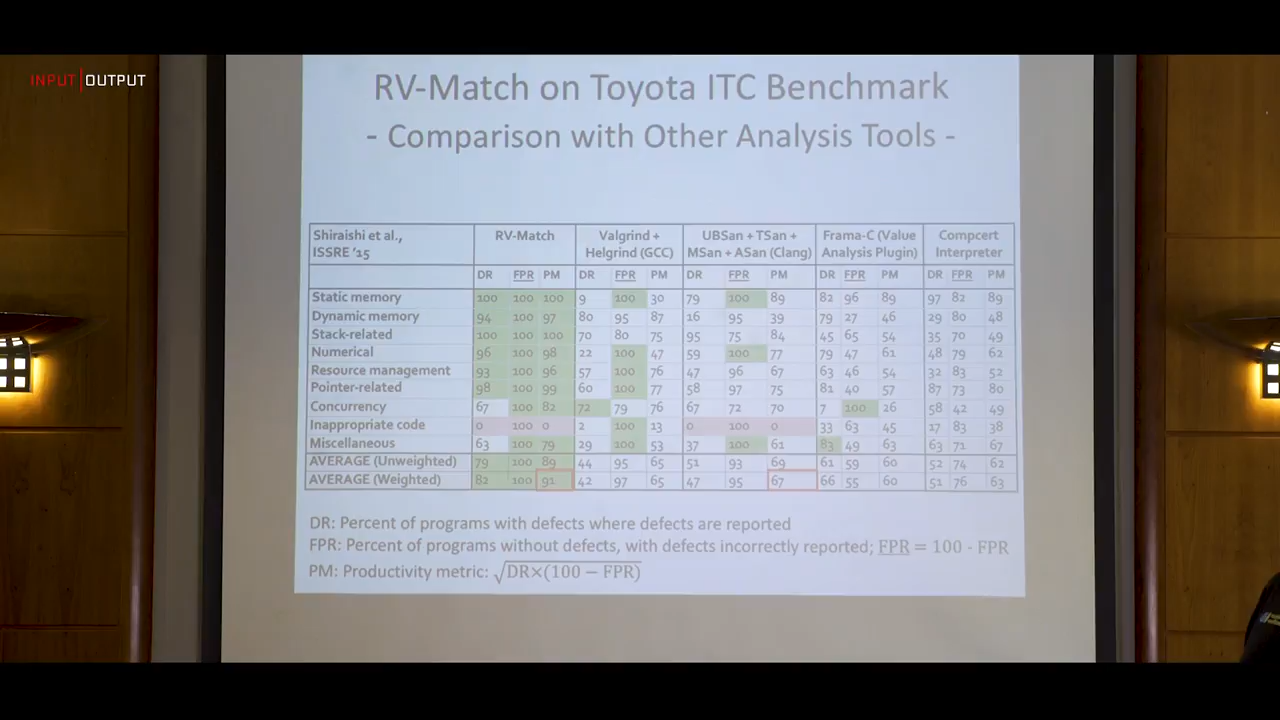 INPUT|OUTPUT
RV-Match on Toyota ITC Benchmark
- Comparison with Other Analysis Tools -
Shiraishi et al., ISSRE '15 RV-Match Valgrind + Helgrind (GCC) UBSan + TSan + MSan + ASan (Clang) Frama-C (Value Analysis Plugin) Compcert Interpreter
DR FPR PM DR FPR PM DR FPR PM DR FPR PM DR FPR PM
Static memory 100 100 100 9 100 30 79 100 89 82 96 89 97 82 89
Dynamic memory 94 100 97 80 95 87 16 95 39 79 27 46 29 80 48
Stack-related 100 100 100 70 80 75 95 75 84 45 65 54 35 70 49
Numerical 96 100 98 22 100 47 59 100 77 79 47 61 48 79 62
Resource management 93 100 96 57 100 76 47 96 67 63 46 54 32 83 52
Pointer-related 98 100 99 60 100 77 58 97 75 81 40 57 87 73 80
Concurrency 67 100 82 72 79 76 67 72 70 7 100 26 58 42 49
Inappropriate code 0 100 0 2 100 13 0 100 0 33 63 45 17 83 38
Miscellaneous 63 100 79 29 100 53 37 100 61 83 49 63 63 71 67
AVERAGE (Unweighted) 79 100 89 44 95 65 51 93 69 61 59 60 52 74 62
AVERAGE (Weighted) 82 100 91 42 97 65 47 95 67 66 55 60 51 76 63
DR: Percent of programs with defects where defects are reported
FPR: Percent of programs without defects, with defects incorrectly reported; FPR = 100 - FPR
PM: Productivity metric: √DR×(100 − FPR)